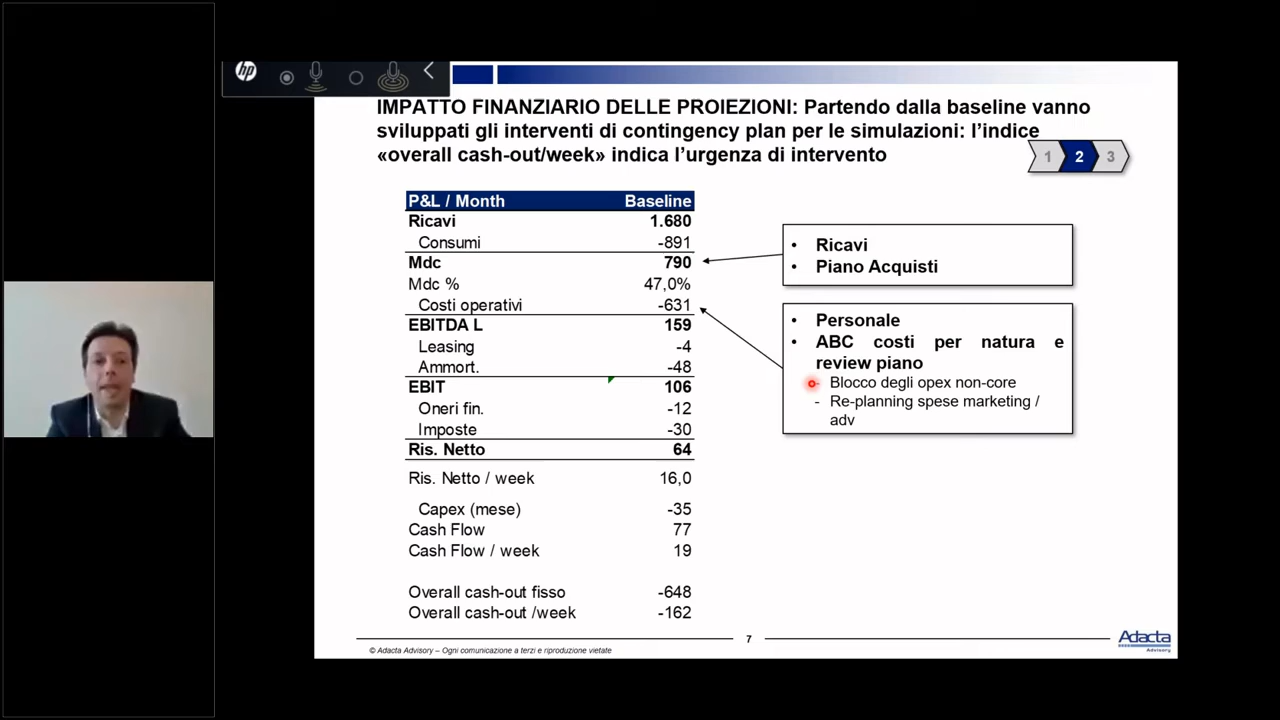 hp
IMPATTO FINANZIARIO DELLE PROIEZIONI: Partendo dalla baseline vanno
sviluppati gli interventi di contingency plan per le simulazioni: l'indice
«overall cash-out/week» indica l'urgenza di intervento
1 2 3
P&L / Month Baseline
Ricavi 1.680
Consumi -891
Mdc 790
Mdc % 47,0%
Costi operativi -631
EBITDA L 159
Leasing -4
Ammort. -48
EBIT 106
Oneri fin. -12
Imposte -30
Ris. Netto 64
Ris. Netto / week 16,0
Capex (mese) -35
Cash Flow 77
Cash Flow / week 19
Overall cash-out fisso -648
Overall cash-out /week -162
• Ricavi
• Piano Acquisti
• Personale
• ABC costi per natura e
review piano
- Blocco degli opex non-core
- Re-planning spese marketing /
adv
7
© Adacta Advisory – Ogni comunicazione a terzi e riproduzione vietate
Adacta
Advisory